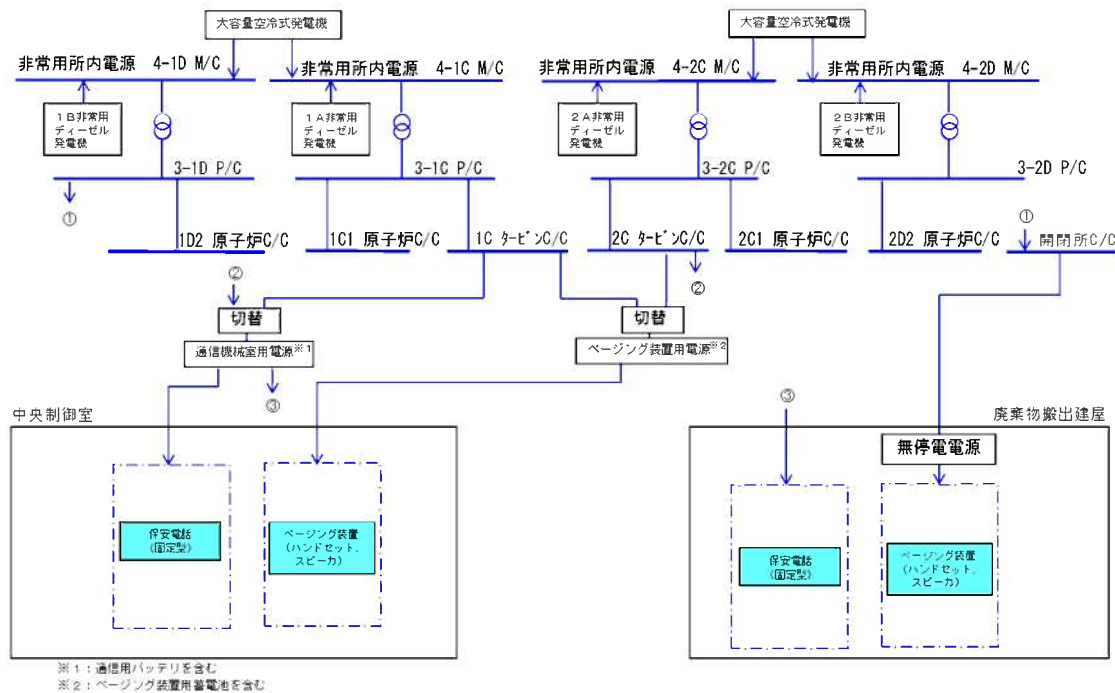 大容量空冷式発電機
大容量空冷式発電機
非常用所内電源 4-1D M/C
非常用所内電源 4-1C M/C
非常用所内電源 4-2C M/C
非常用所内電源 4-2D M/C
1B非常用
ディーゼル
発電機
1A非常用
ディーゼル
発電機
2A非常用
ディーゼル
発電機
2B非常用
ディーゼル
発電機
3-1D P/C
3-1C P/C
3-2C P/C
3-2D P/C
①
①
1D2 原子炉C/C
1C1 原子炉C/C
1C タービンC/C
2C タービンC/C
2C1 原子炉C/C
2D2 原子炉C/C
開閉所C/C
②
②
切替
切替
通信機械室用電源※1
ページング装置用電源※2
③
③
中央制御室
廃棄物搬出建屋
無停電電源
保安電話
(固定型)
ページング装置
(ハンドセット、
スピーカ)
保安電話
(固定型)
ページング装置
(ハンドセット、
スピーカ)
※1：通信用バッテリを含む
※2：ページング装置用蓄電池を含む